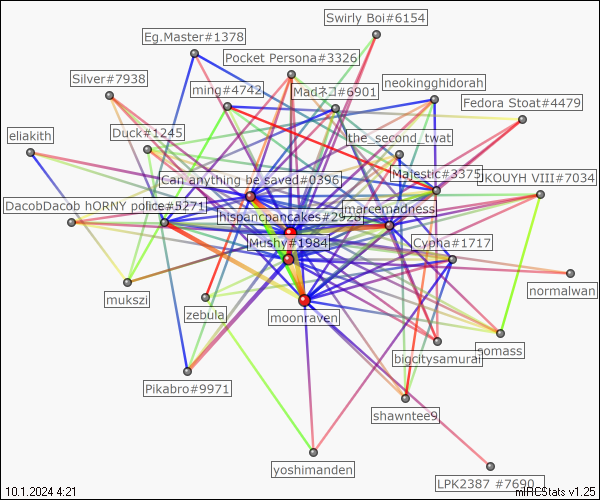 Swirly Boi#6154
Eg.Master#1378
Pocket Persona#3326
Silver#7938
ming#4742
Madネコ#6901
neokingghidorah
Fedora Stoat#4479
eliakith
Duck#1245
the_second_twat
Can anything be saved#0396
Majestic#3375
JKOUYH VIII#7034
DacobDacob hORNY police#5271
hispancpancakes#2928
marcemadness
Mushy#1984
Cypha#1717
mukszi
zebula
moonraven
normalwan
bigcitysamurai
gomass
Pikabro#9971
shawntee9
yoshimanden
LPK2387 #7690
10.1.2024 4:21
mIRCStats v1.25